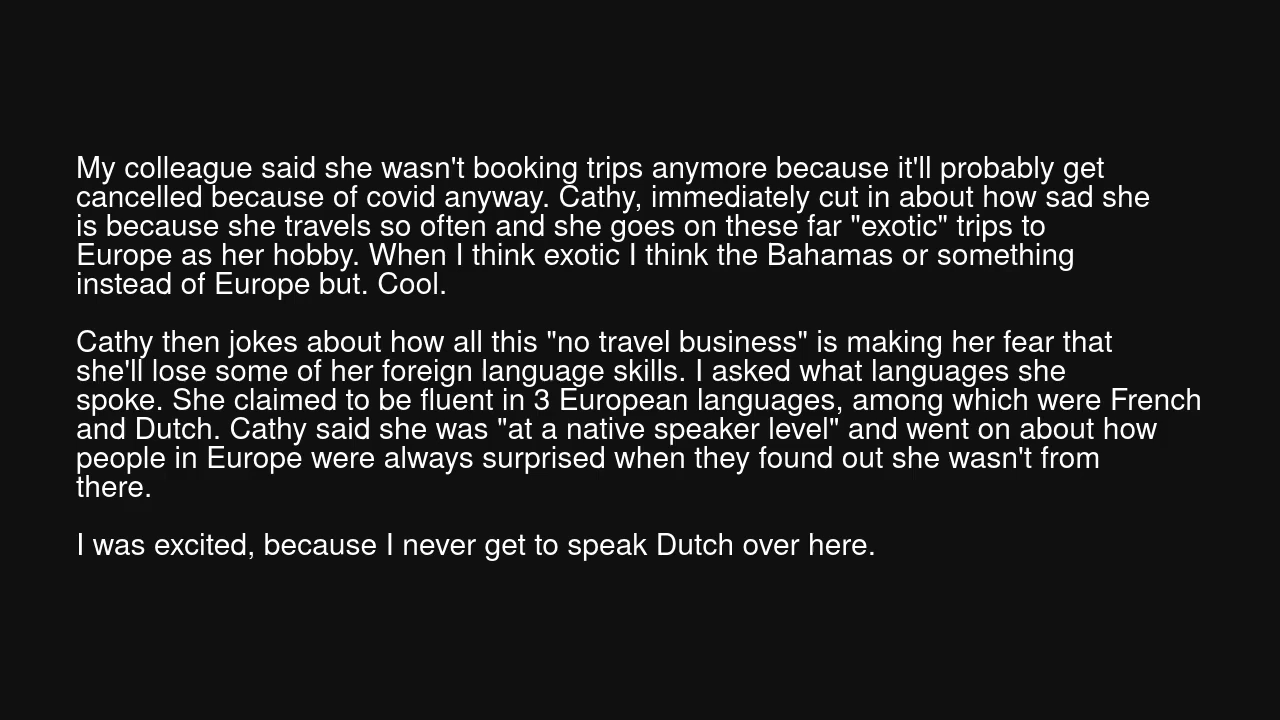 My colleague said she wasn't booking trips anymore because it'll probably get
cancelled because of covid anyway. Cathy, immediately cut in about how sad she
is because she travels so often and she goes on these far "exotic" trips to
Europe as her hobby. When I think exotic I think the Bahamas or something
instead of Europe but. Cool.

Cathy then jokes about how all this "no travel business" is making her fear that
she'll lose some of her foreign language skills. I asked what languages she
spoke. She claimed to be fluent in 3 European languages, among which were French
and Dutch. Cathy said she was "at a native speaker level" and went on about how
people in Europe were always surprised when they found out she wasn't from
there.

I was excited, because I never get to speak Dutch over here.